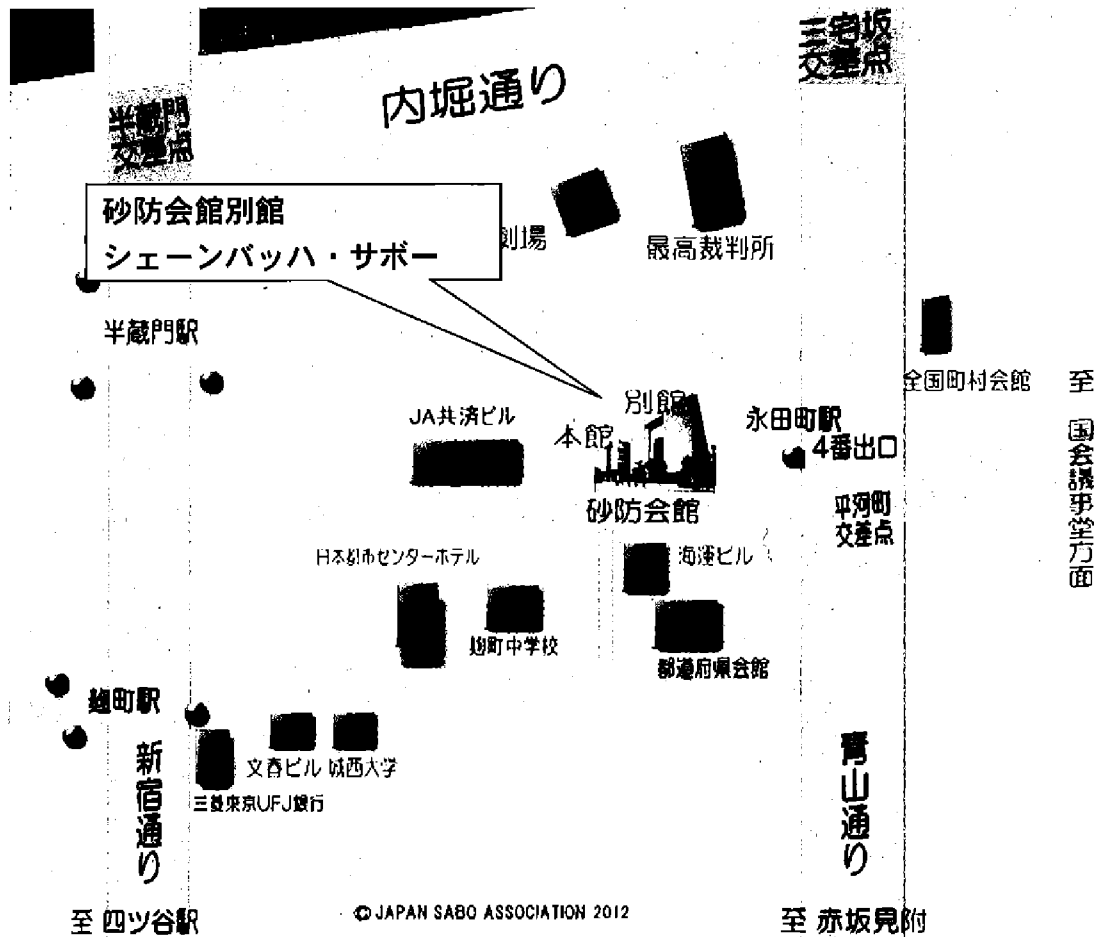 三宅坂
交差点
内堀通り
半蔵門
交差点
砂防会館別館
シェーンバッハ・サボー
劇場
最高裁判所
半蔵門駅
全国町村会館
至 国会議事堂方面
別館
本館
JA共済ビル
永田町駅
4番出口
砂防会館
平河町
交差点
日本都市センターホテル
海運ビル
麹町中学校
都道府県会館
麹町駅
新宿通り
文春ビル
城西大学
三菱東京UFJ銀行
青山通り
至 四ツ谷駅
© JAPAN SABO ASSOCIATION 2012
至 赤坂見附